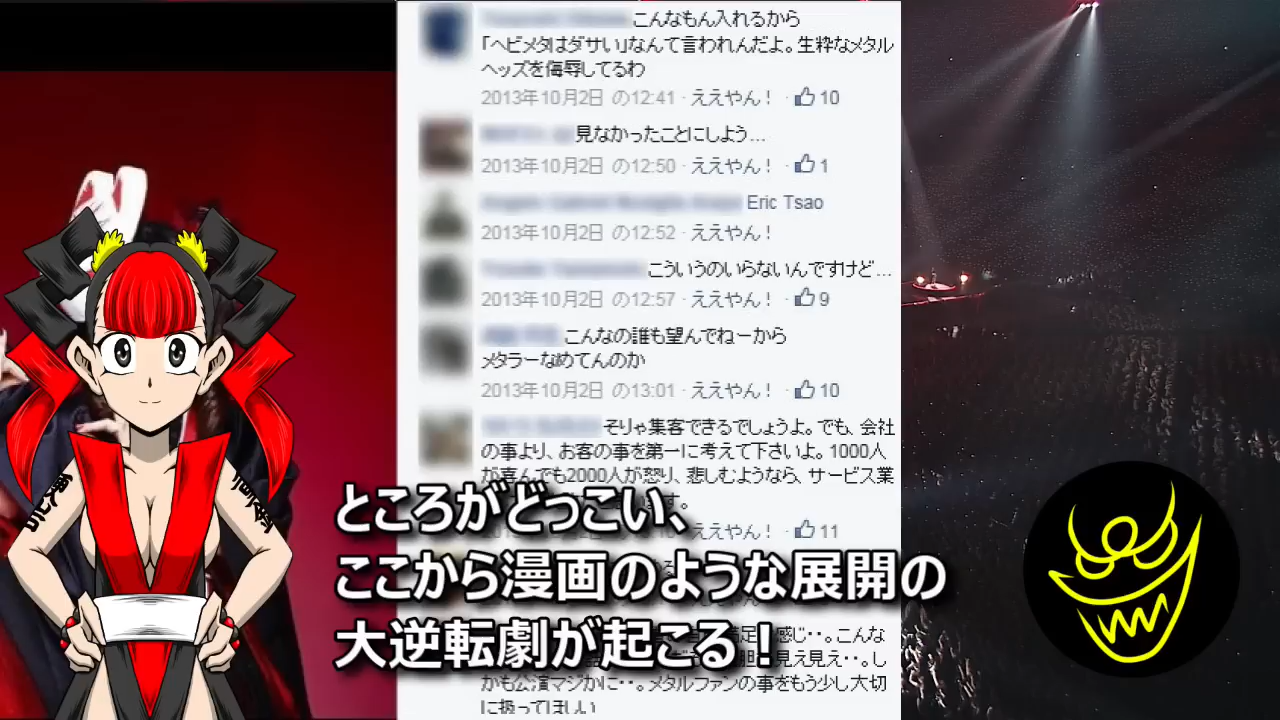 こんなもん入れるから
「ヘビメタはダサい」なんて言われんだよ。生粋なメタル
ヘッズを侮辱してるわ
2013年10月2日 の12:41 · ええやん！ · 10
見なかったことにしよう...
2013年10月2日 の12:50 · ええやん！ · 1
Eric Tsao
2013年10月2日 の12:52 · ええやん！
こういうのいらないんですけど...
2013年10月2日 の12:57 · ええやん！ · 9
こんなの誰も望んでねーから
メタラーなめてんのか
2013年10月2日 の13:01 · ええやん！ · 10
そりゃ集客できるでしょうよ。でも、会社
の事より、お客の事を第一に考えて下さいよ。1000人
が喜んでも2000人が怒り、悲しむようなら、サービス業
す。
ええやん！ · 11
ところがどっこい、
ここから漫画のような展開の
大逆転劇が起こる！
感じ・・。こんな
見え見え・・。し
かも公演マジかに・・。メタルファンの事をもう少し大切
に扱ってほしい